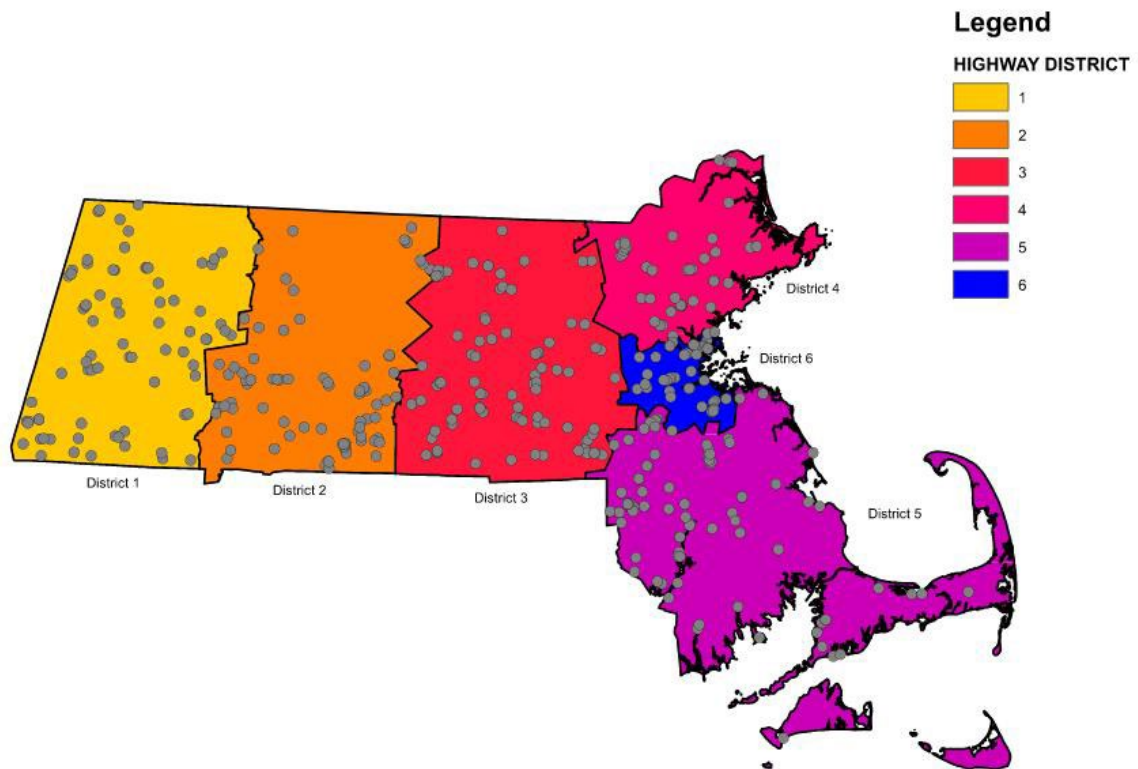 Legend
HIGHWAY DISTRICT
1
2
3
4
5
6
District 4
District 6
District 1
District 2
District 3
District 5